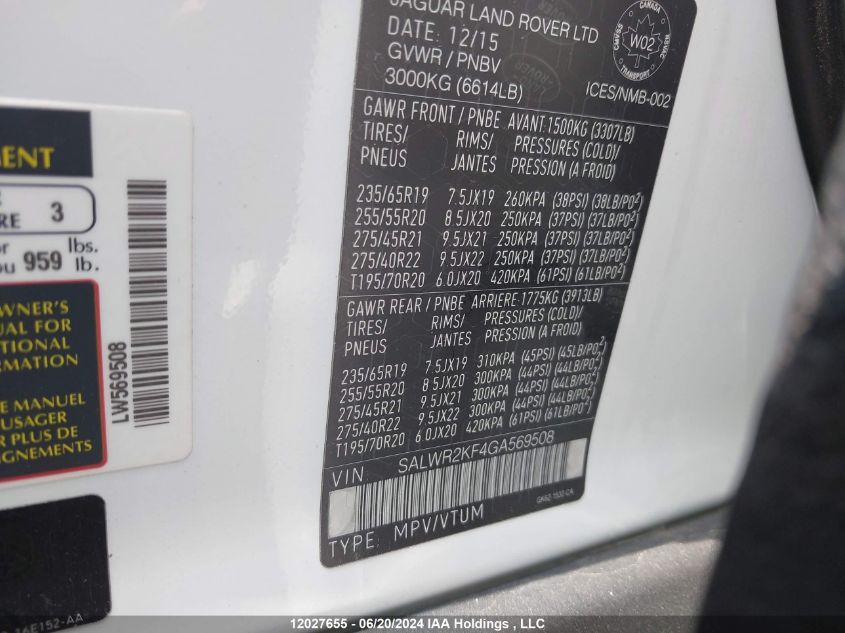 JAGUAR LAND ROVER LTD
DATE: 12/15
GVWR / PNBV
3000KG (6614LB)
CANADA
W02
TRANSPORT
ICES/NMB-002
GAWR FRONT / PNBE AVANT 1500KG (3307LB)
TIRES/ RIMS/ PRESSURES (COLD)/
PNEUS JANTES PRESSION (A FROID)
235/65R19 7.5JX19 260KPA (38PSI) (38LB/PO²)
255/55R20 8.5JX20 250KPA (37PSI) (37LB/PO²)
275/45R21 9.5JX21 250KPA (37PSI) (37LB/PO²)
275/40R22 9.5JX22 250KPA (37PSI) (37LB/PO²)
T195/70R20 6.0JX20 420KPA (61PSI) (61LB/PO²)
GAWR REAR / PNBE ARRIERE 1775KG (3913LB)
TIRES/ RIMS/ PRESSURES (COLD)/
PNEUS JANTES PRESSION (A FROID)
235/65R19 7.5JX19 310KPA (45PSI) (45LB/PO²)
255/55R20 8.5JX20 300KPA (44PSI) (44LB/PO²)
275/45R21 9.5JX21 300KPA (44PSI) (44LB/PO²)
275/40R22 9.5JX22 300KPA (44PSI) (44LB/PO²)
T195/70R20 6.0JX20 420KPA (61PSI) (61LB/PO²)
VIN SALWR2KF4GA569508
TYPE: MPV/VTUM
3
lbs.
959 lb.
OWNER'S
FOR
MANUEL
PLUS DE
LW569508
12027655 - 06/20/2024 IAA Holdings , LLC